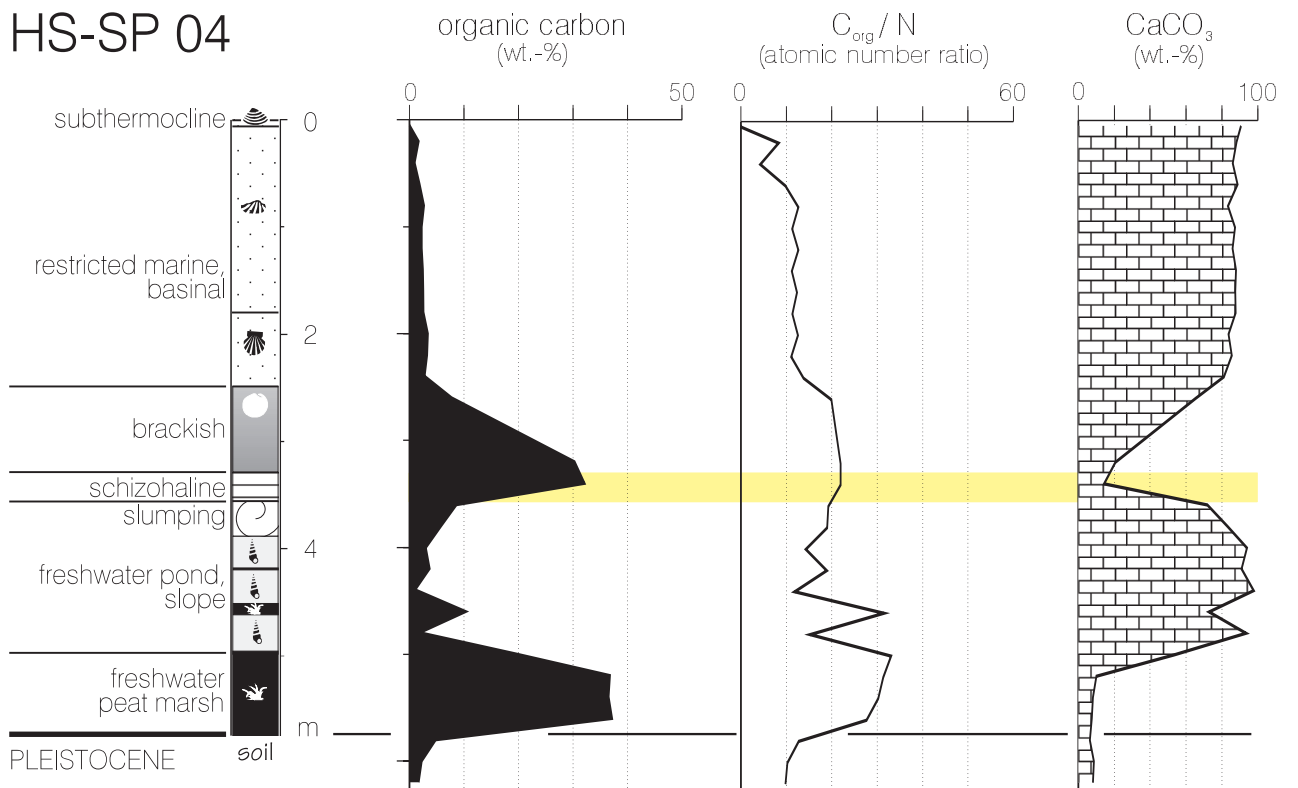 HS-SP 04
organic carbon
(wt.-%)
C_org / N
(atomic number ratio)
CaCO₃
(wt.-%)
0 50
0 60
0 100
subthermocline
0
restricted marine,
basinal
2
brackish
schizohaline
slumping
4
freshwater pond,
slope
freshwater
peat marsh
m
PLEISTOCENE
soil